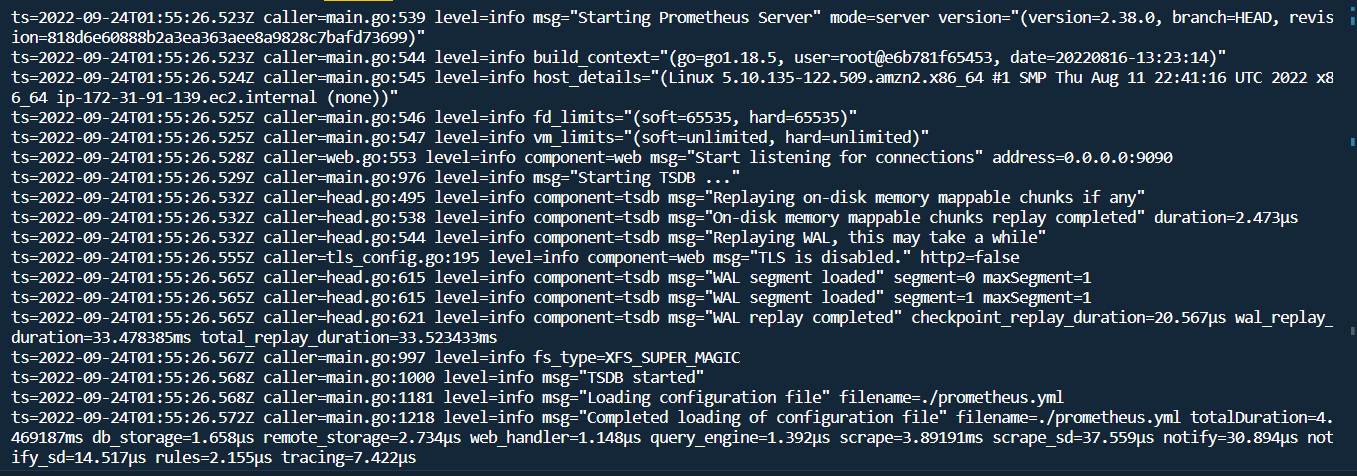 ts=2022-09-24T01:55:26.523Z caller=main.go:539 level=info msg="Starting Prometheus Server" mode=server version="(version=2.38.0, branch=HEAD, revis
ion=818d6e60888b2a3ea363aee8a9828c7bafd73699)"
ts=2022-09-24T01:55:26.523Z caller=main.go:544 level=info build_context="(go=go1.18.5, user=root@e6b781f65453, date=20220816-13:23:14)"
ts=2022-09-24T01:55:26.524Z caller=main.go:545 level=info host_details="(Linux 5.10.135-122.509.amzn2.x86_64 #1 SMP Thu Aug 11 22:41:16 UTC 2022 x8
6_64 ip-172-31-91-139.ec2.internal (none))"
ts=2022-09-24T01:55:26.525Z caller=main.go:546 level=info fd_limits="(soft=65535, hard=65535)"
ts=2022-09-24T01:55:26.525Z caller=main.go:547 level=info vm_limits="(soft=unlimited, hard=unlimited)"
ts=2022-09-24T01:55:26.528Z caller=web.go:553 level=info component=web msg="Start listening for connections" address=0.0.0.0:9090
ts=2022-09-24T01:55:26.529Z caller=main.go:976 level=info msg="Starting TSDB ..."
ts=2022-09-24T01:55:26.532Z caller=head.go:495 level=info component=tsdb msg="Replaying on-disk memory mappable chunks if any"
ts=2022-09-24T01:55:26.532Z caller=head.go:538 level=info component=tsdb msg="On-disk memory mappable chunks replay completed" duration=2.473µs
ts=2022-09-24T01:55:26.532Z caller=head.go:544 level=info component=tsdb msg="Replaying WAL, this may take a while"
ts=2022-09-24T01:55:26.555Z caller=tls_config.go:195 level=info component=web msg="TLS is disabled." http2=false
ts=2022-09-24T01:55:26.565Z caller=head.go:615 level=info component=tsdb msg="WAL segment loaded" segment=0 maxSegment=1
ts=2022-09-24T01:55:26.565Z caller=head.go:615 level=info component=tsdb msg="WAL segment loaded" segment=1 maxSegment=1
ts=2022-09-24T01:55:26.565Z caller=head.go:621 level=info component=tsdb msg="WAL replay completed" checkpoint_replay_duration=20.567µs wal_replay_
duration=33.478385ms total_replay_duration=33.523433ms
ts=2022-09-24T01:55:26.567Z caller=main.go:997 level=info fs_type=XFS_SUPER_MAGIC
ts=2022-09-24T01:55:26.568Z caller=main.go:1000 level=info msg="TSDB started"
ts=2022-09-24T01:55:26.568Z caller=main.go:1181 level=info msg="Loading configuration file" filename=./prometheus.yml
ts=2022-09-24T01:55:26.572Z caller=main.go:1218 level=info msg="Completed loading of configuration file" filename=./prometheus.yml totalDuration=4.
469187ms db_storage=1.658µs remote_storage=2.734µs web_handler=1.148µs query_engine=1.392µs scrape=3.89191ms scrape_sd=37.559µs notify=30.894µs not
ify_sd=14.517µs rules=2.155µs tracing=7.422µs